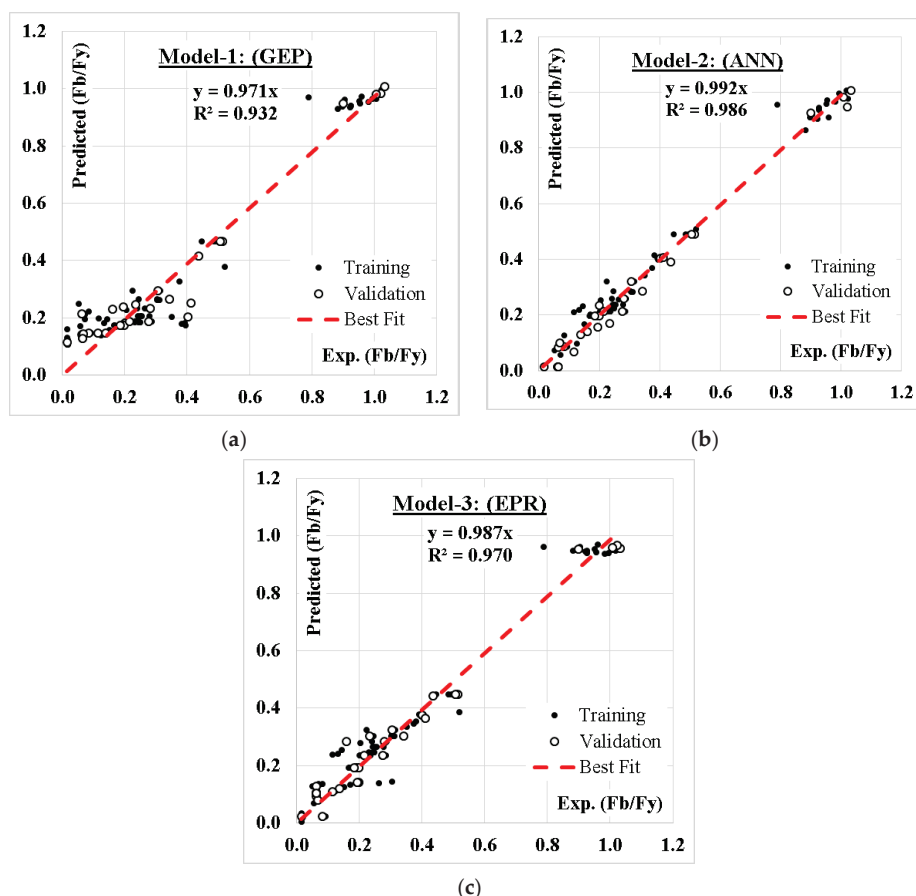 Model-1: (GEP)
y = 0.971x
R² = 0.932
Predicted (Fb/Fy)
1.2
1.0
0.8
0.6
0.4
0.2
0.0
Training
Validation
Best Fit
Exp. (Fb/Fy)
0.0 0.2 0.4 0.6 0.8 1.0 1.2
(a)
Model-2: (ANN)
y = 0.992x
R² = 0.986
Predicted (Fb/Fy)
1.2
1.0
0.8
0.6
0.4
0.2
0.0
Training
Validation
Best Fit
Exp. (Fb/Fy)
0.0 0.2 0.4 0.6 0.8 1.0 1.2
(b)
Model-3: (EPR)
y = 0.987x
R² = 0.970
Predicted (Fb/Fy)
1.2
1.0
0.8
0.6
0.4
0.2
0.0
Training
Validation
Best Fit
Exp. (Fb/Fy)
0.0 0.2 0.4 0.6 0.8 1.0 1.2
(c)